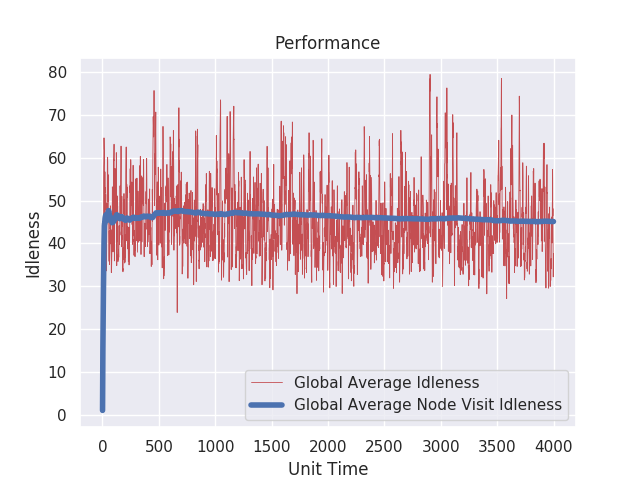 Performance
80
70
60
50
40
30
20
10
0
Idleness
Global Average Idleness
Global Average Node Visit Idleness
0 500 1000 1500 2000 2500 3000 3500 4000
Unit Time